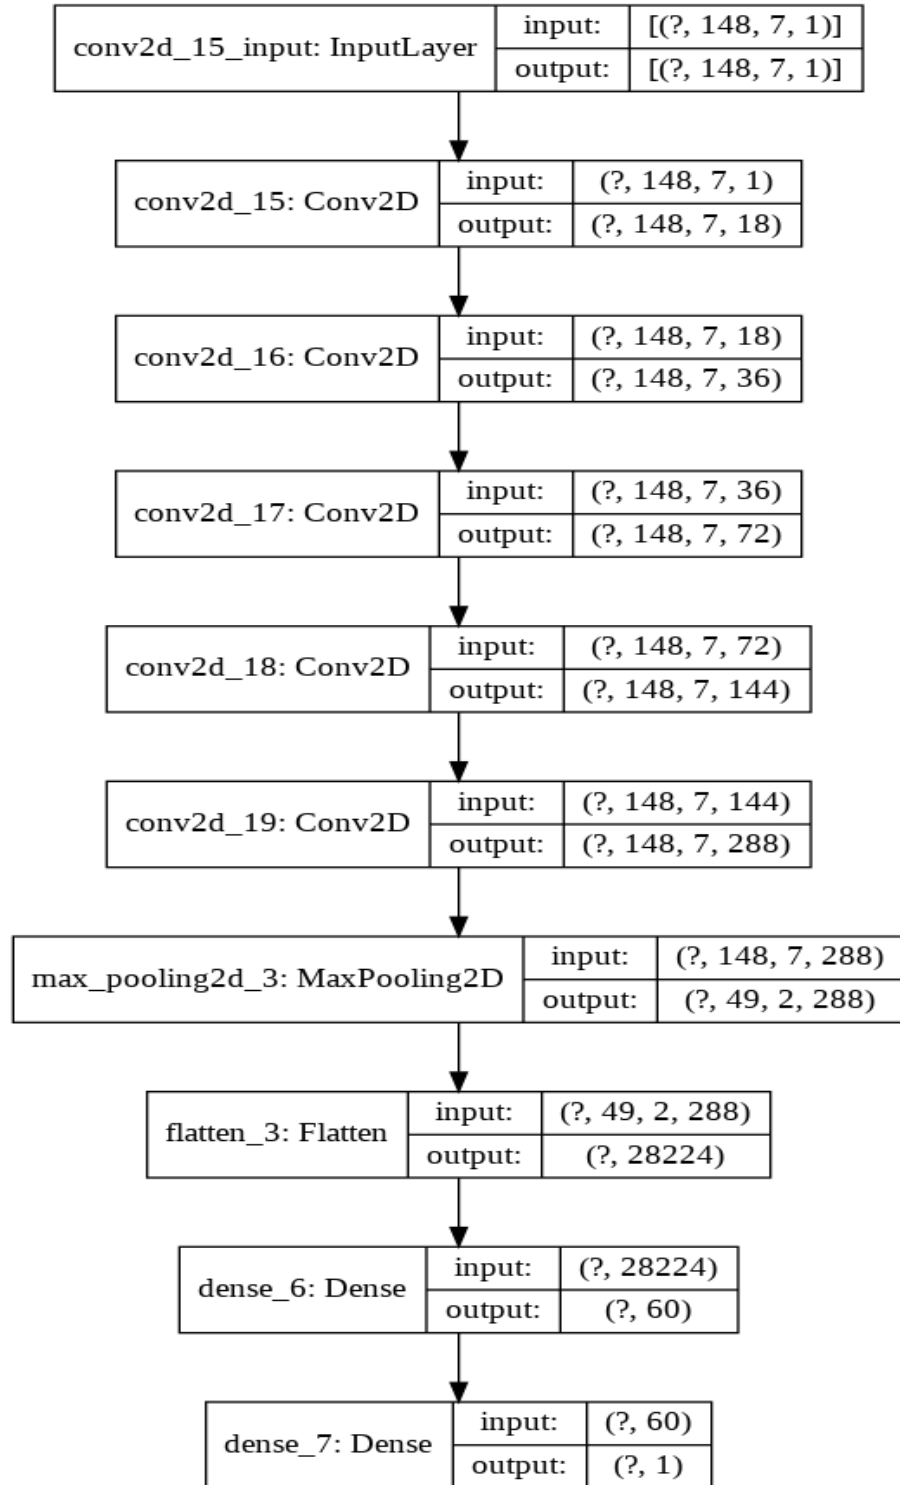 conv2d_15_input: InputLayer
input:
[(?, 148, 7, 1)]
output:
[(?, 148, 7, 1)]
conv2d_15: Conv2D
input:
(?, 148, 7, 1)
output:
(?, 148, 7, 18)
conv2d_16: Conv2D
input:
(?, 148, 7, 18)
output:
(?, 148, 7, 36)
conv2d_17: Conv2D
input:
(?, 148, 7, 36)
output:
(?, 148, 7, 72)
conv2d_18: Conv2D
input:
(?, 148, 7, 72)
output:
(?, 148, 7, 144)
conv2d_19: Conv2D
input:
(?, 148, 7, 144)
output:
(?, 148, 7, 288)
max_pooling2d_3: MaxPooling2D
input:
(?, 148, 7, 288)
output:
(?, 49, 2, 288)
flatten_3: Flatten
input:
(?, 49, 2, 288)
output:
(?, 28224)
dense_6: Dense
input:
(?, 28224)
output:
(?, 60)
dense_7: Dense
input:
(?, 60)
output:
(?, 1)